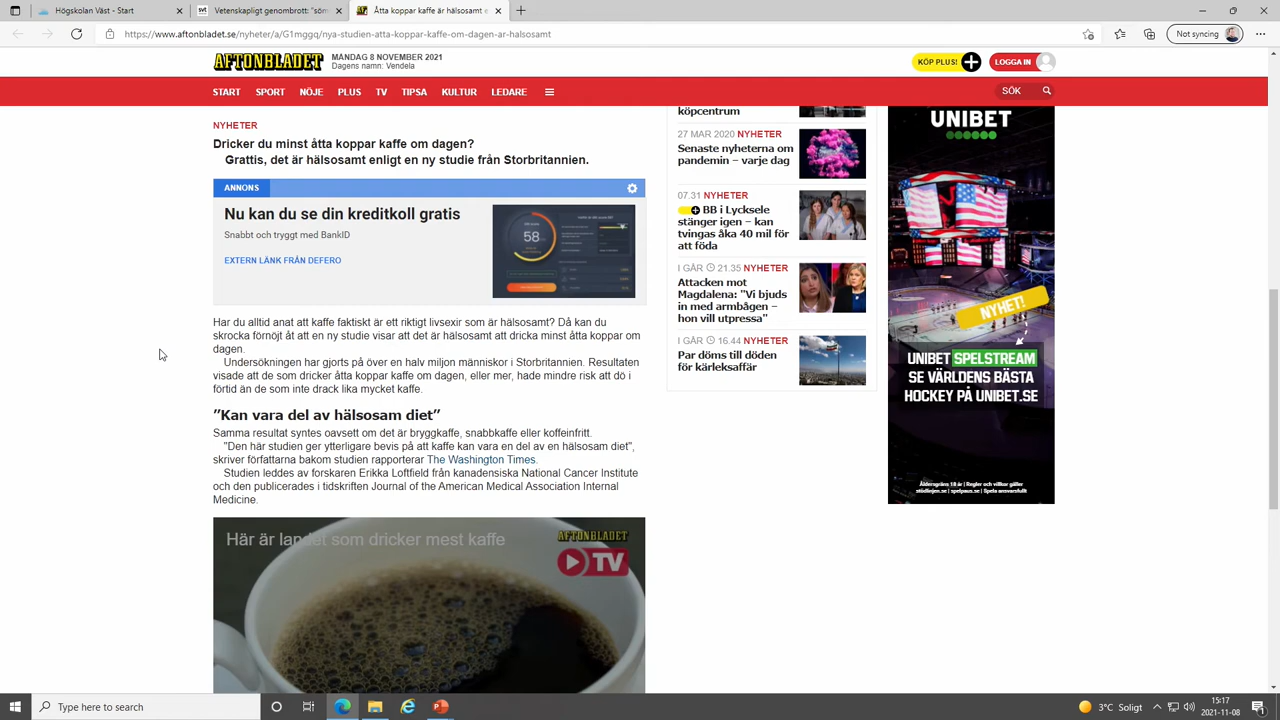 Högskolan Väst - Start
svt
Coronavirus: "söm
Åtta koppar kaffe om dagen är häl
https://www.aftonbladet.se/nyheter/a/G1mggq/nya-studien-atta-koppar-kaffe-om-dagen-ar-halsosamt
Not syncing
AFTONBLADET
MÅNDAG 8 NOVEMBER 2021
Dagens namn: Vendela
KÖP PLUS!
LOGGA IN
START SPORT NÖJE PLUS TV TIPSA KULTUR LEDARE
SÖK
NYHETER
Dricker du minst åtta koppar kaffe om dagen?
Grattis, det är hälsosamt enligt en ny studie från Storbritannien.
ANNONS
Nu kan du se din kreditkoll gratis
Snabbt och tryggt med BankID
EXTERN LÄNK FRÅN DEFERO
58
Har du alltid anat att kaffe faktiskt är ett riktigt livsexir som är hälsosamt? Då kan du
skrocka förnöjt åt att en ny studie visar att det är hälsosamt att dricka minst åtta koppar om
dagen.
Undersökningen har gjorts på över en halv miljon människor i Storbritannien. Resultaten
visade att de som dricker åtta koppar kaffe om dagen, eller mer, hade mindre risk att dö i
förtid än de som inte drack lika mycket kaffe.
”Kan vara del av hälsosam diet”
Samma resultat syntes oavsett om det är bryggkaffe, snabbkaffe eller koffeinfritt.
"Den här studien ger ytterligare bevis på att kaffe kan vara en del av en hälsosam diet",
skriver författarna bakom studien rapporterar The Washington Times.
Studien leddes av forskaren Erikka Loftfield från kanadensiska National Cancer Institute
och den publicerades i tidskriften Journal of the American Medical Association Internal
Medicine.
Här är landet som dricker mest kaffe
AFTONBLADET
TV
köpcentrum
27 MAR 2020 NYHETER
Senaste nyheterna om
pandemin – varje dag
07.31 NYHETER
BB i Lycksele
stänger igen – kan
tvingas åka 40 mil för
att föda
I GÅR 21.35 NYHETER
Attacken mot
Magdalena: "Vi bjuds
in med armbågen –
hon vill utpressa"
I GÅR 16.44 NYHETER
Par döms till döden
för kärleksaffär
UNIBET
NYHET!
UNIBET SPELSTREAM
SE VÄRLDENS BÄSTA
HOCKEY PÅ UNIBET.SE
Åldersgräns 18 år | Regler och villkor gäller
stödlinjen.se | spelpaus.se | Spela ansvarsfullt
Type here to search
3°C Soligt
15:17
2021-11-08